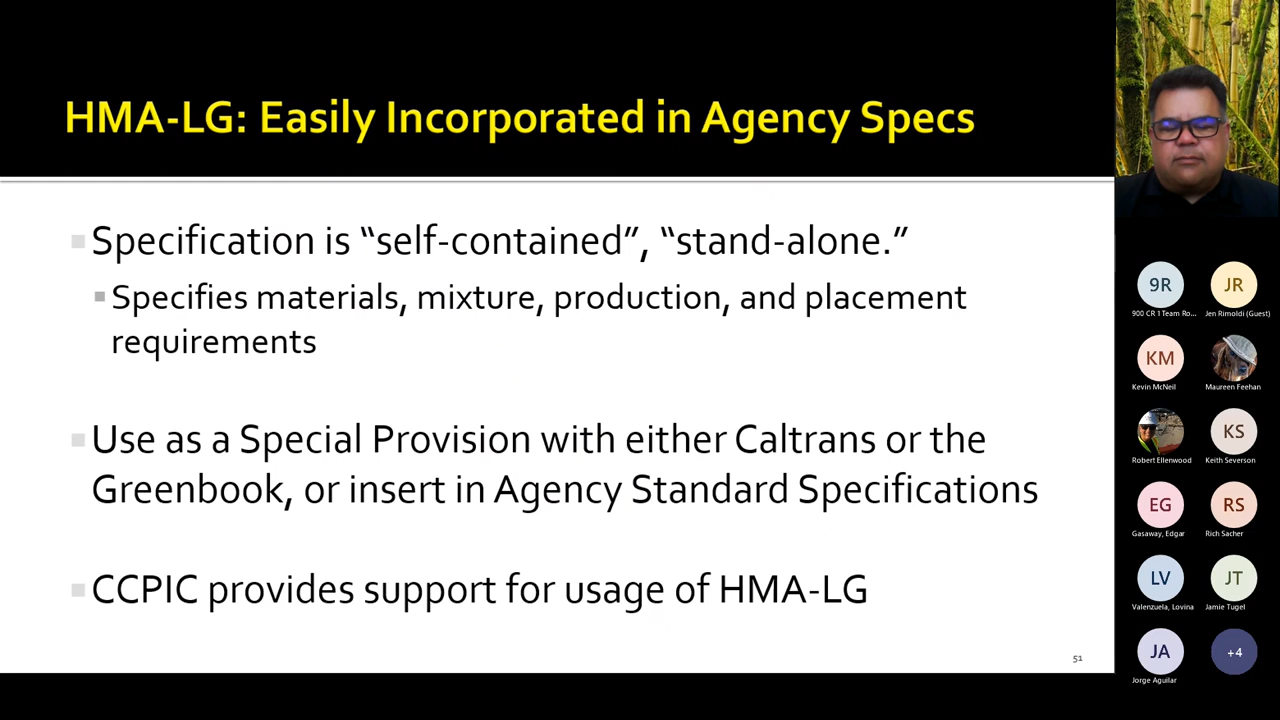 HMA-LG: Easily Incorporated in Agency Specs
Specification is “self-contained”, “stand-alone.”
Specifies materials, mixture, production, and placement
requirements
Use as a Special Provision with either Caltrans or the
Greenbook, or insert in Agency Standard Specifications
CCPIC provides support for usage of HMA-LG
51
9R
JR
900 CR 1 Team Ro...
Jen Rimoldi (Guest)
KM
Kevin McNeil
Maureen Feehan
KS
Robert Ellenwood
Keith Severson
EG
RS
Gasaway, Edgar
Rich Sacher
LV
JT
Valenzuela, Lovina
Jamie Tugel
JA
+4
Jorge Aguilar